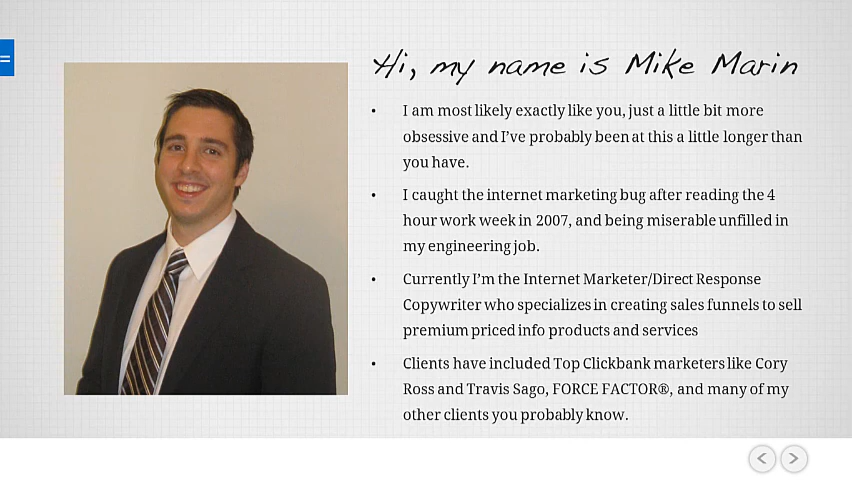 Hi, my name is Mike Marin
• I am most likely exactly like you, just a little bit more
obsessive and I've probably been at this a little longer than
you have.
• I caught the internet marketing bug after reading the 4
hour work week in 2007, and being miserable unfilled in
my engineering job.
• Currently I'm the Internet Marketer/Direct Response
Copywriter who specializes in creating sales funnels to sell
premium priced info products and services
• Clients have included Top Clickbank marketers like Cory
Ross and Travis Sago, FORCE FACTOR®, and many of my
other clients you probably know.